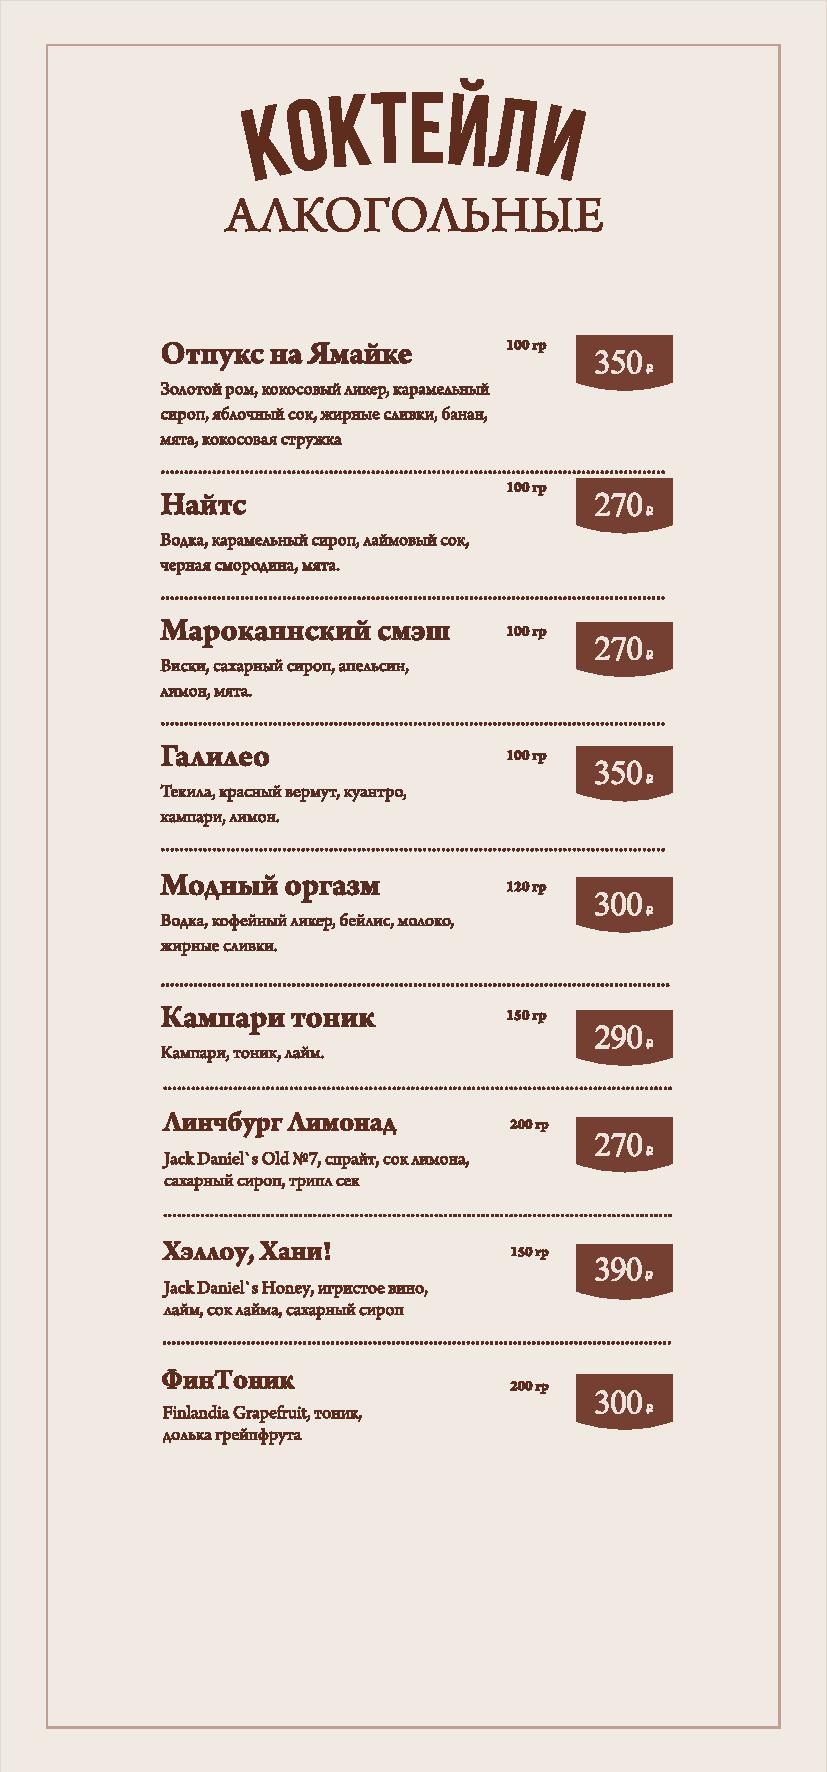 КОКТЕЙЛИ
АЛКОГОЛЬНЫЕ
Отпукс на Ямайке 100 гр 350 ₽
Золотой ром, кокосовый ликер, карамельный
сироп, яблочный сок, жирные сливки, банан,
мята, кокосовая стружка
Найтс 100 гр 270 ₽
Водка, карамельный сироп, лаймовый сок,
черная смородина, мята.
Мароканнский смэш 100 гр 270 ₽
Виски, сахарный сироп, апельсин,
лимон, мята.
Галилео 100 гр 350 ₽
Текила, красный вермут, куантро,
кампари, лимон.
Модный оргазм 120 гр 300 ₽
Водка, кофейный ликер, бейлис, молоко,
жирные сливки.
Кампари тоник 150 гр 290 ₽
Кампари, тоник, лайм.
Линчбург Лимонад 200 гр 270 ₽
Jack Daniel`s Old №7, спрайт, сок лимона,
сахарный сироп, трипл сек
Хэллоу, Хани! 150 гр 390 ₽
Jack Daniel`s Honey, игристое вино,
лайм, сок лайма, сахарный сироп
ФинТоник 200 гр 300 ₽
Finlandia Grapefruit, тоник,
долька грейпфрута